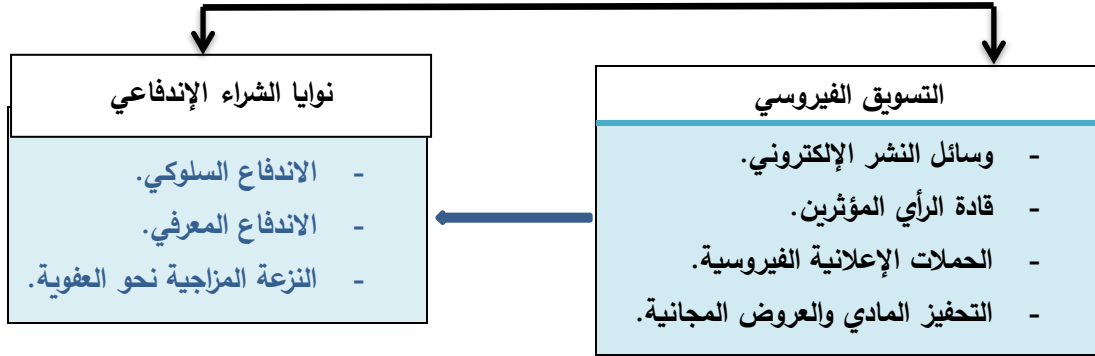 التسويق الفيروسي
- وسائل النشر الإلكتروني.
- قادة الرأي المؤثرين.
- الحملات الإعلانية الفيروسية.
- التحفيز المادي والعروض المجانية.
نوايا الشراء الإندفاعي
- الاندفاع السلوكي.
- الاندفاع المعرفي.
- النزعة المزاجية نحو العفوية.